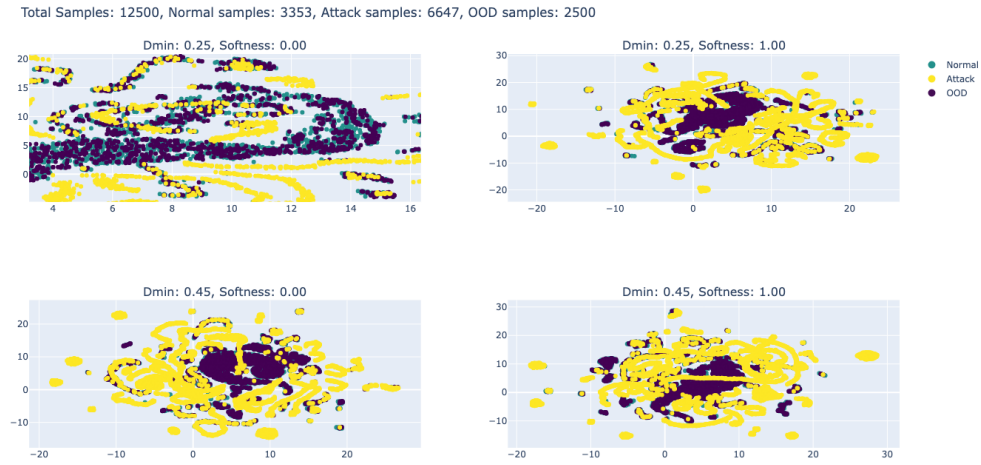 Total Samples: 12500, Normal samples: 3353, Attack samples: 6647, OOD samples: 2500
Dmin: 0.25, Softness: 0.00
20
15
10
5
0
4 6 8 10 12 14 16
Dmin: 0.25, Softness: 1.00
30
20
10
0
−10
−20
−20 −10 0 10 20
Normal
Attack
OOD
Dmin: 0.45, Softness: 0.00
20
10
0
−10
−20 −10 0 10 20
Dmin: 0.45, Softness: 1.00
30
20
10
0
−10
−20 −10 0 10 20 30